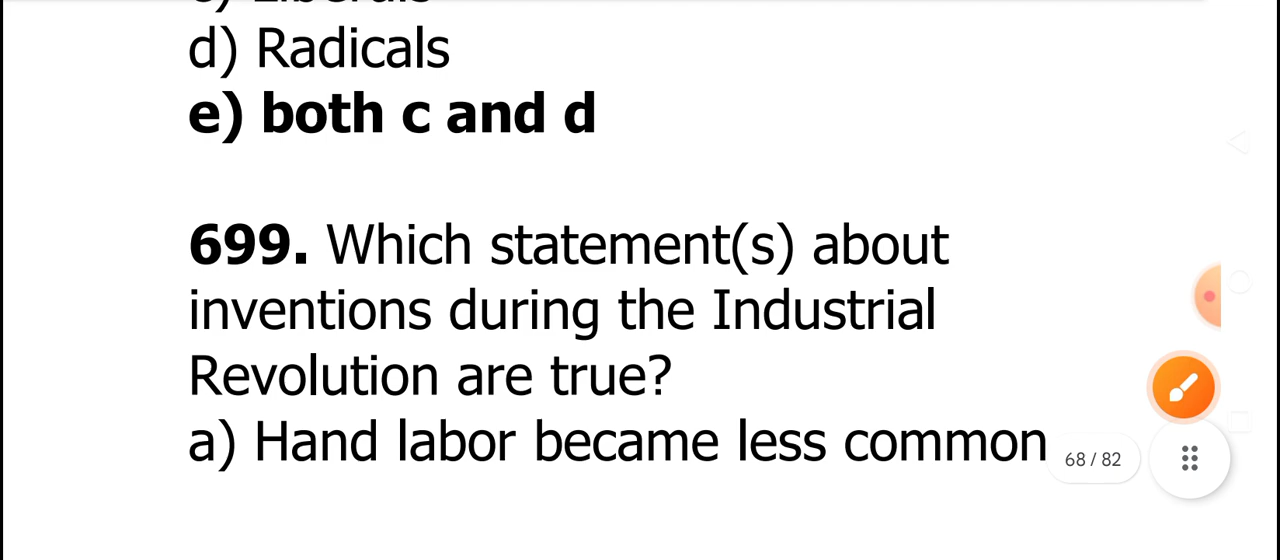 d) Radicals
e) both c and d
699. Which statement(s) about
inventions during the Industrial
Revolution are true?
a) Hand labor became less common
68 / 82